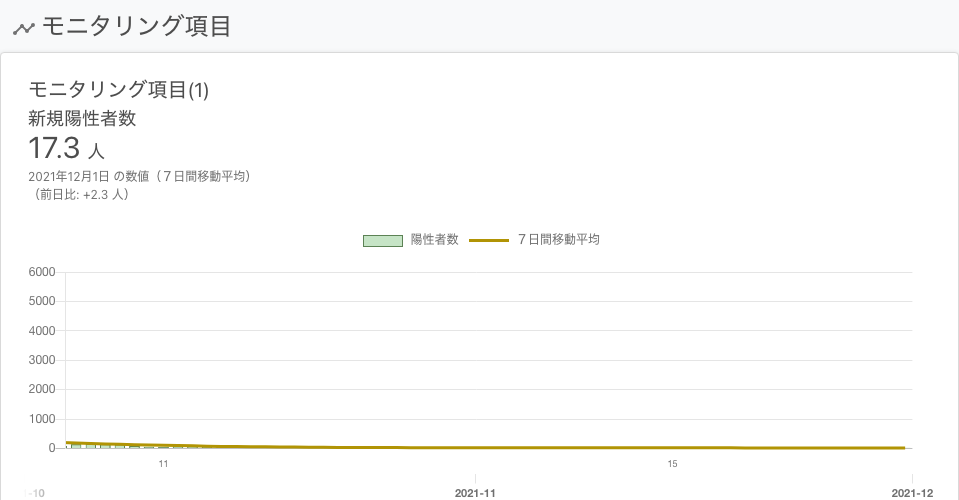 モニタリング項目
モニタリング項目(1)
新規陽性者数
17.3 人
2021年12月1日 の数値（７日間移動平均）
（前日比: +2.3 人）
陽性者数 ７日間移動平均
6000
5000
4000
3000
2000
1000
0
11 15
-10 2021-11 2021-12